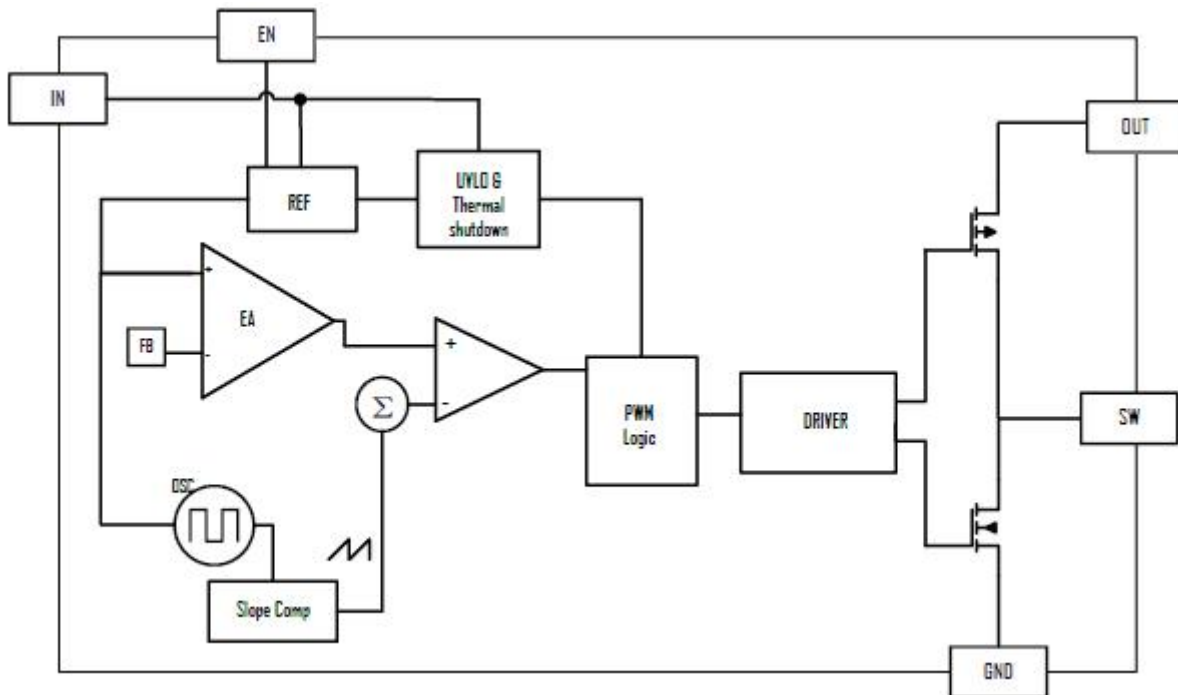 EN
IN
OUT
REF
UVLO &
Thermal
shutdown
+
EA
FB
-
+
-
Σ
PWM
Logic
DRIVER
SW
OSC
Slope Comp
GND